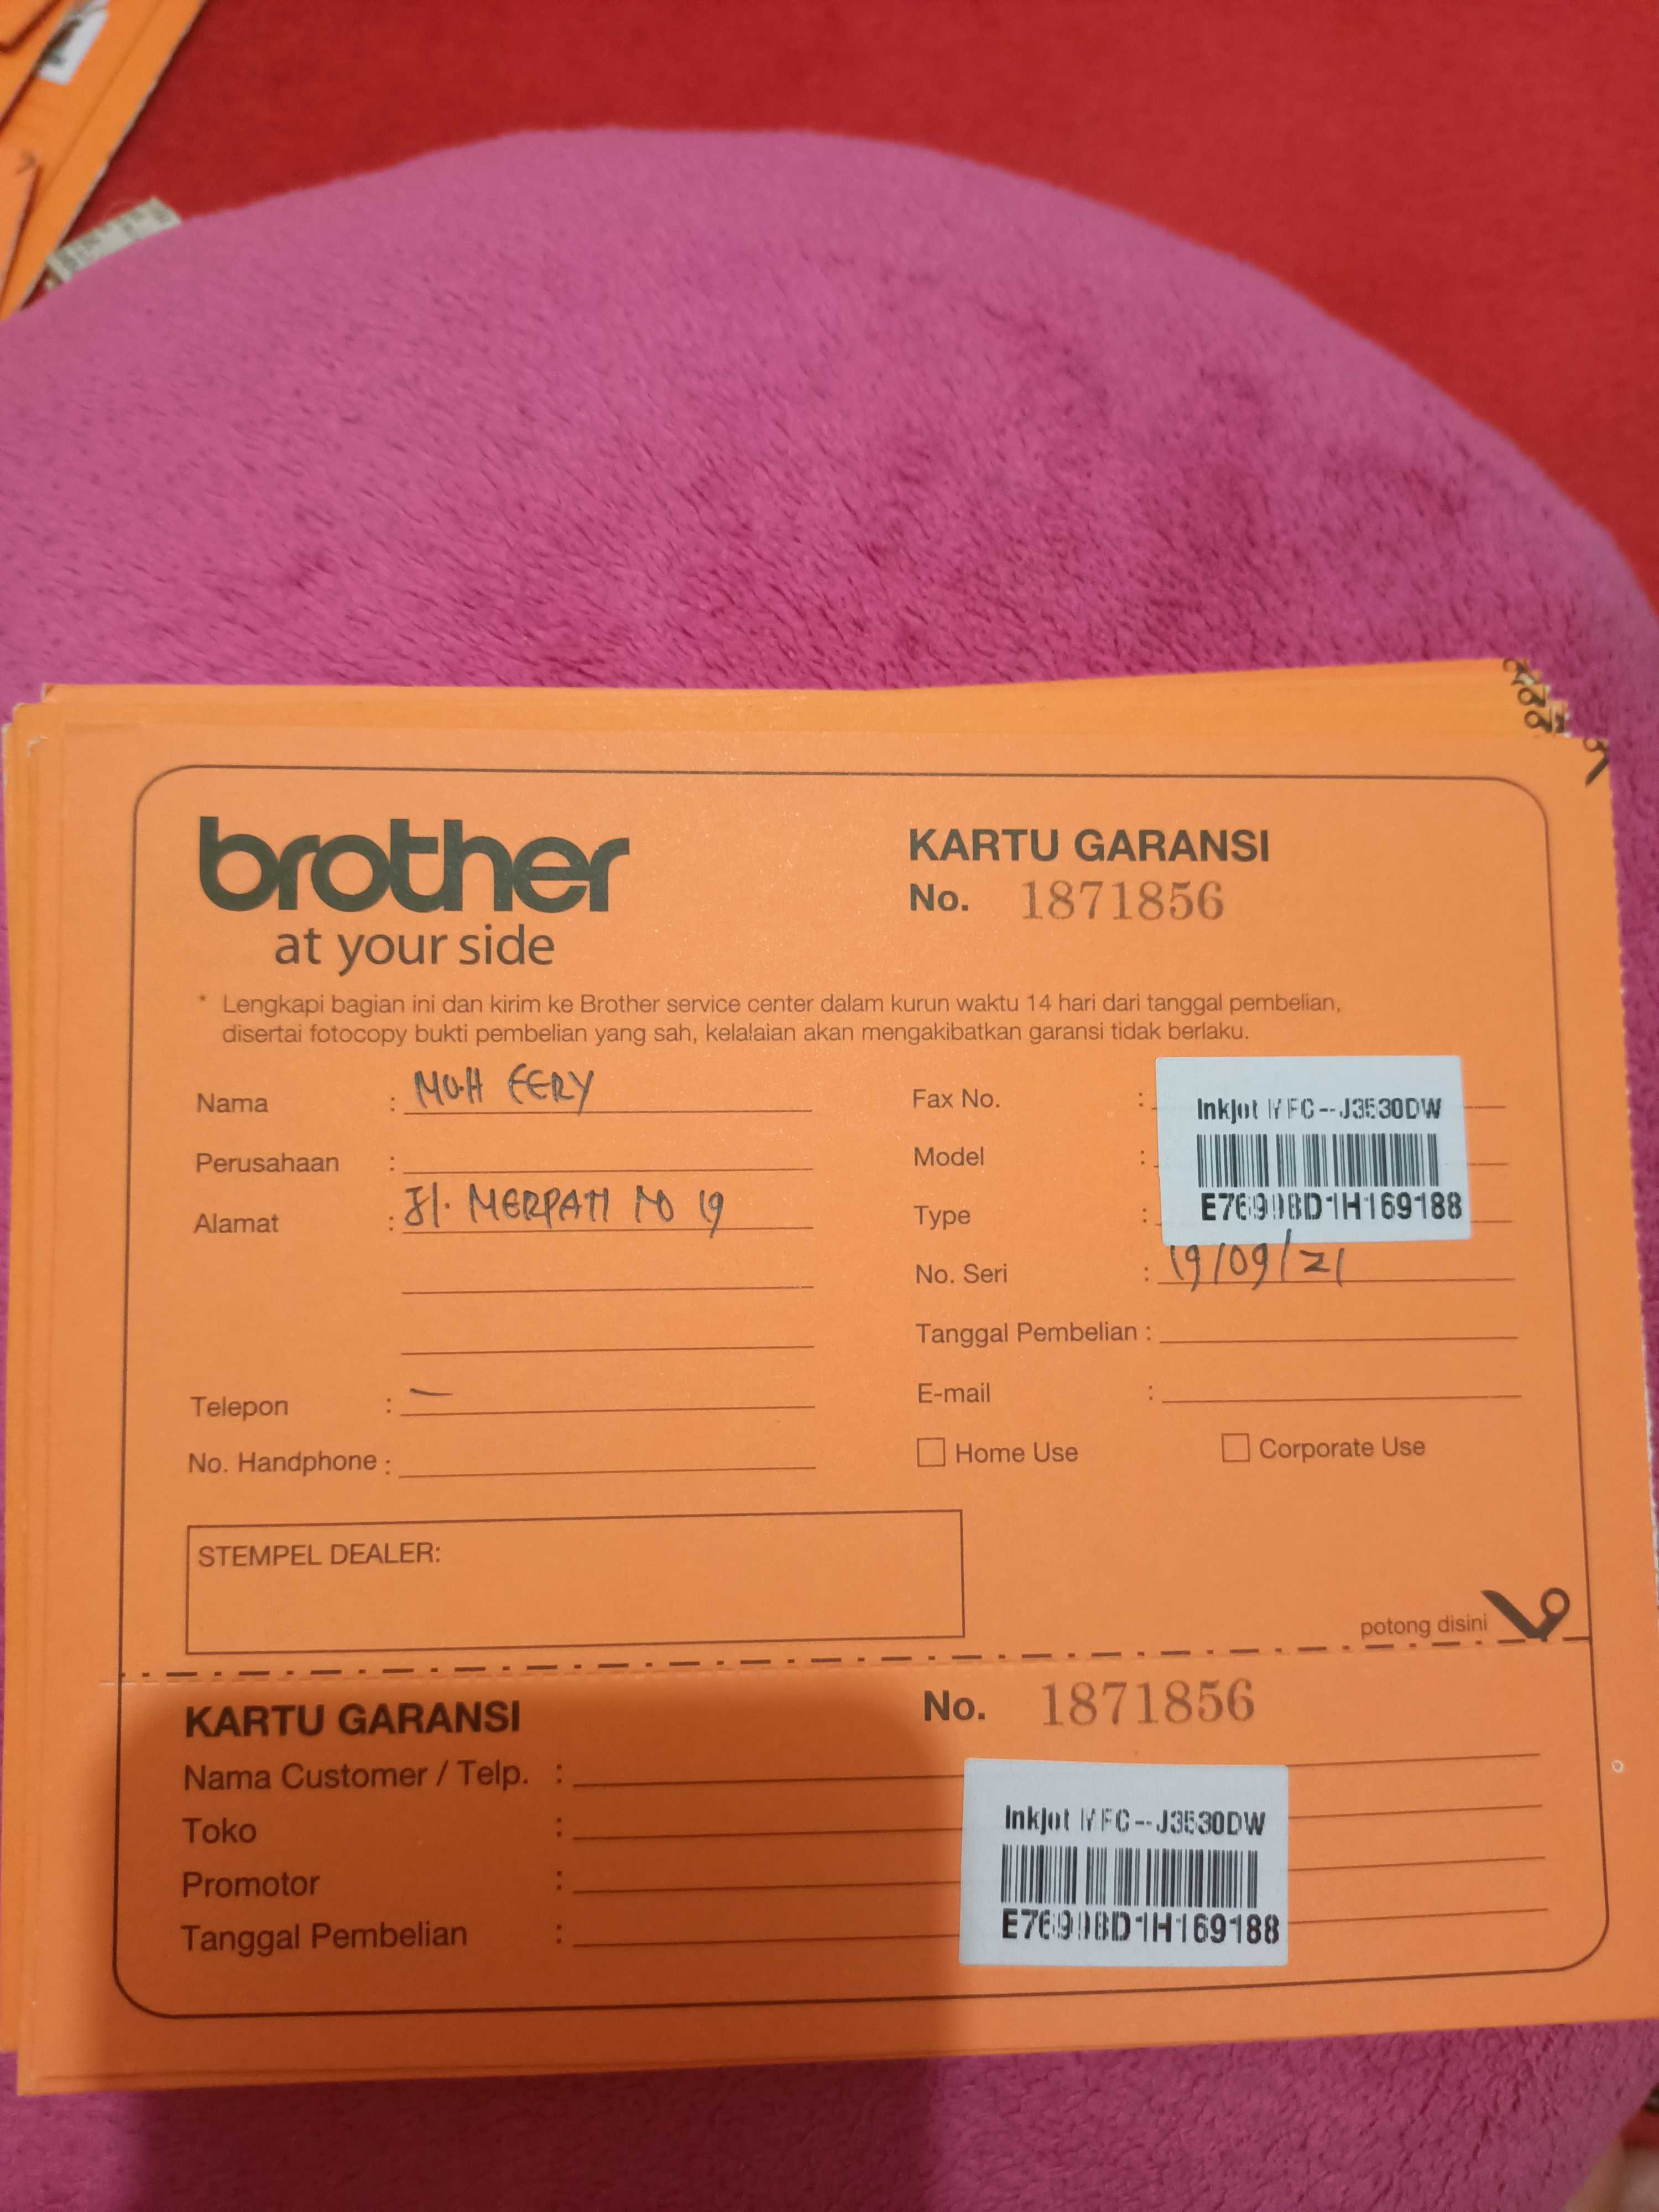 brother
at your side
KARTU GARANSI
No. 1871856
* Lengkapi bagian ini dan kirim ke Brother service center dalam kurun waktu 14 hari dari tanggal pembelian,
disertai fotocopy bukti pembelian yang sah, kelalaian akan mengakibatkan garansi tidak berlaku.
Nama : MUH FERY
Perusahaan :
Alamat : Jl. MERPATI NO 19
Telepon : –
No. Handphone :
Fax No. :
Model :
Type :
Inkjet MFC-J3530DW
No. Seri : 19/09/21
Tanggal Pembelian :
E-mail :
Home Use
Corporate Use
STEMPEL DEALER:
potong disini
KARTU GARANSI
No. 1871856
Nama Customer / Telp. :
Toko :
Promotor :
Tanggal Pembelian :
Inkjet MFC-J3530DW